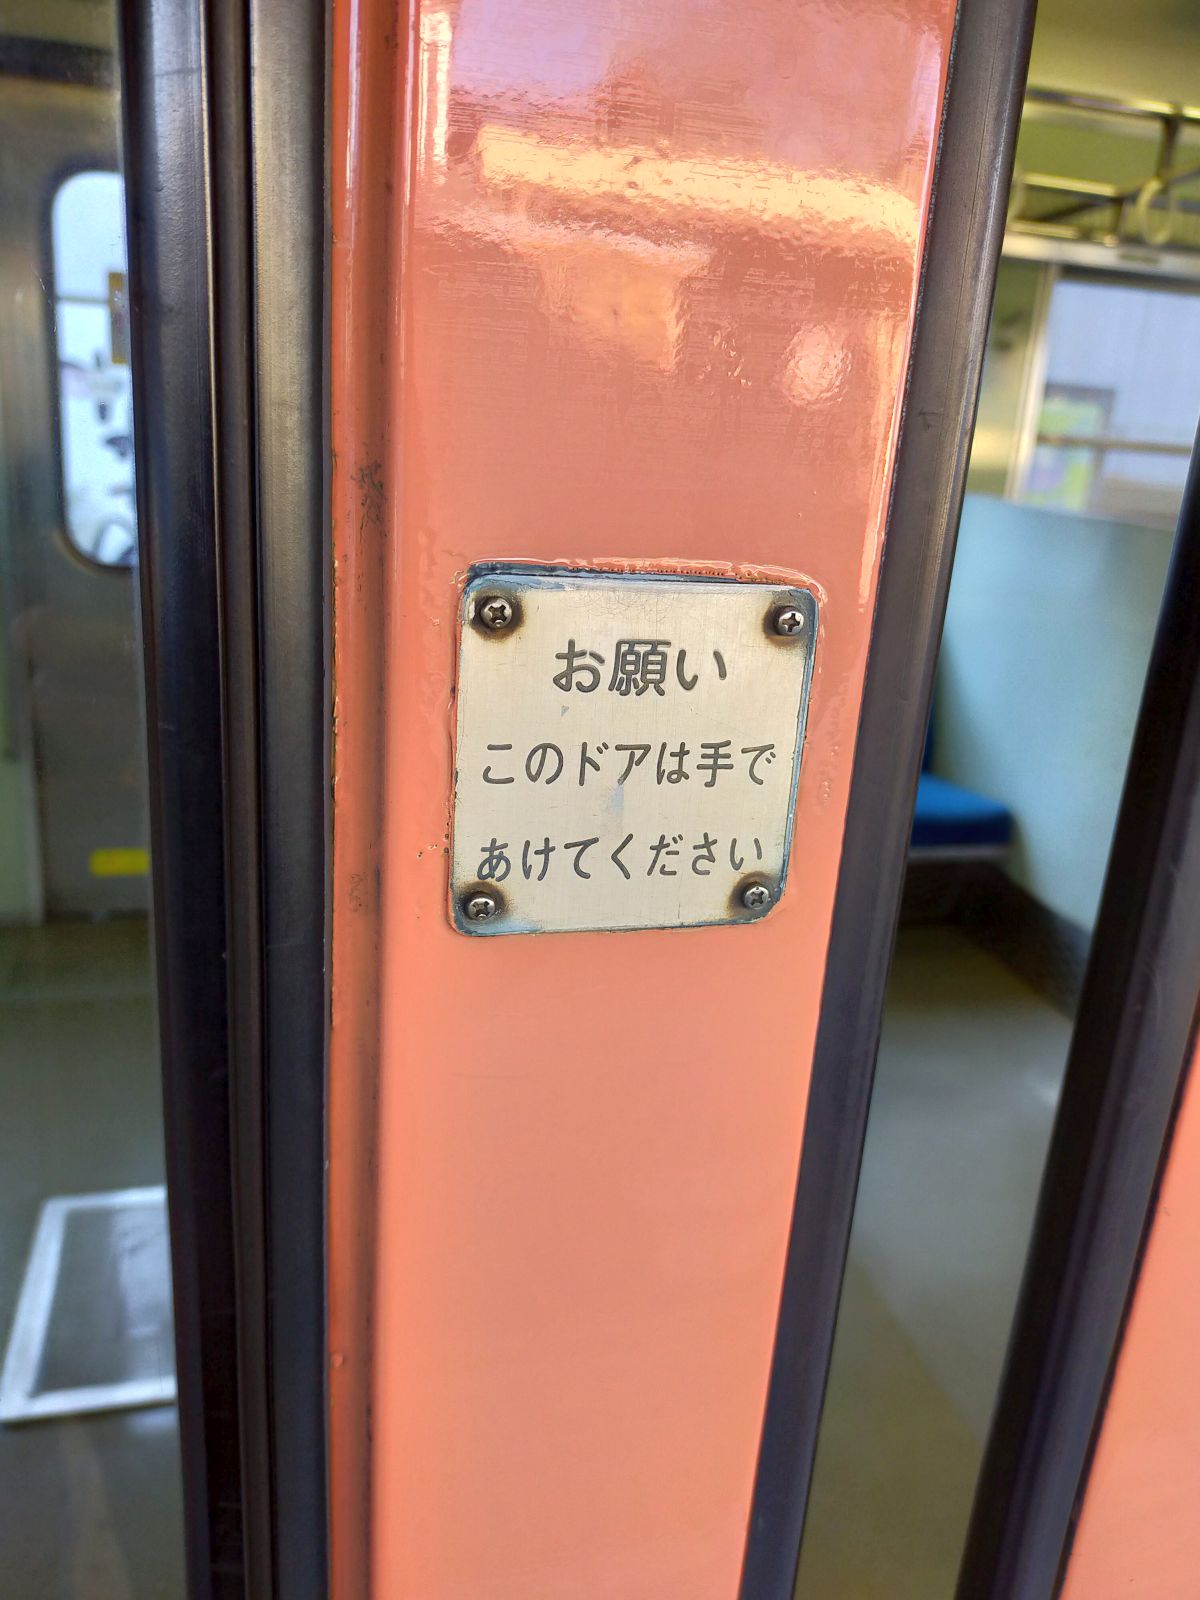 お願い
このドアは手で
あけてください